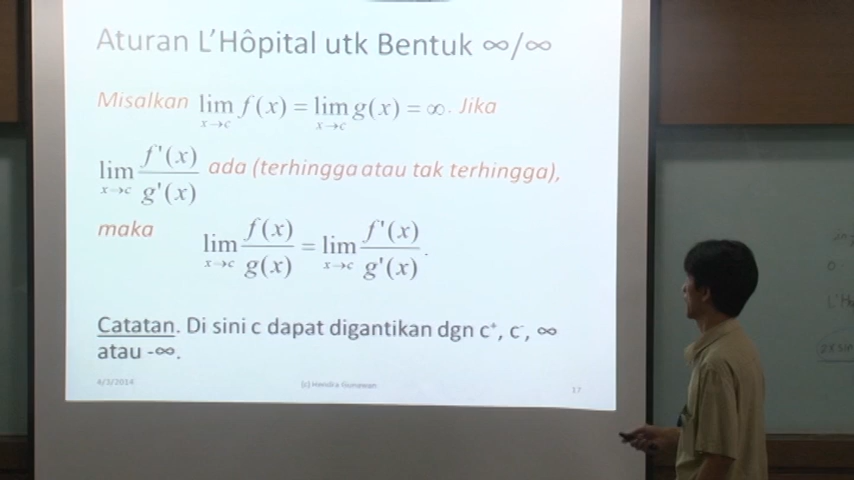 Aturan L'Hôpital utk Bentuk ∞/∞
Misalkan lim f(x) = lim g(x) = ∞. Jika
x→c x→c
lim f'(x)/g'(x) ada (terhingga atau tak terhingga),
x→c
maka
lim f(x)/g(x) = lim f'(x)/g'(x).
x→c x→c
Catatan. Di sini c dapat digantikan dgn c⁺, c⁻, ∞
atau -∞.
4/3/2014 (c) Hendra Gunawan 17